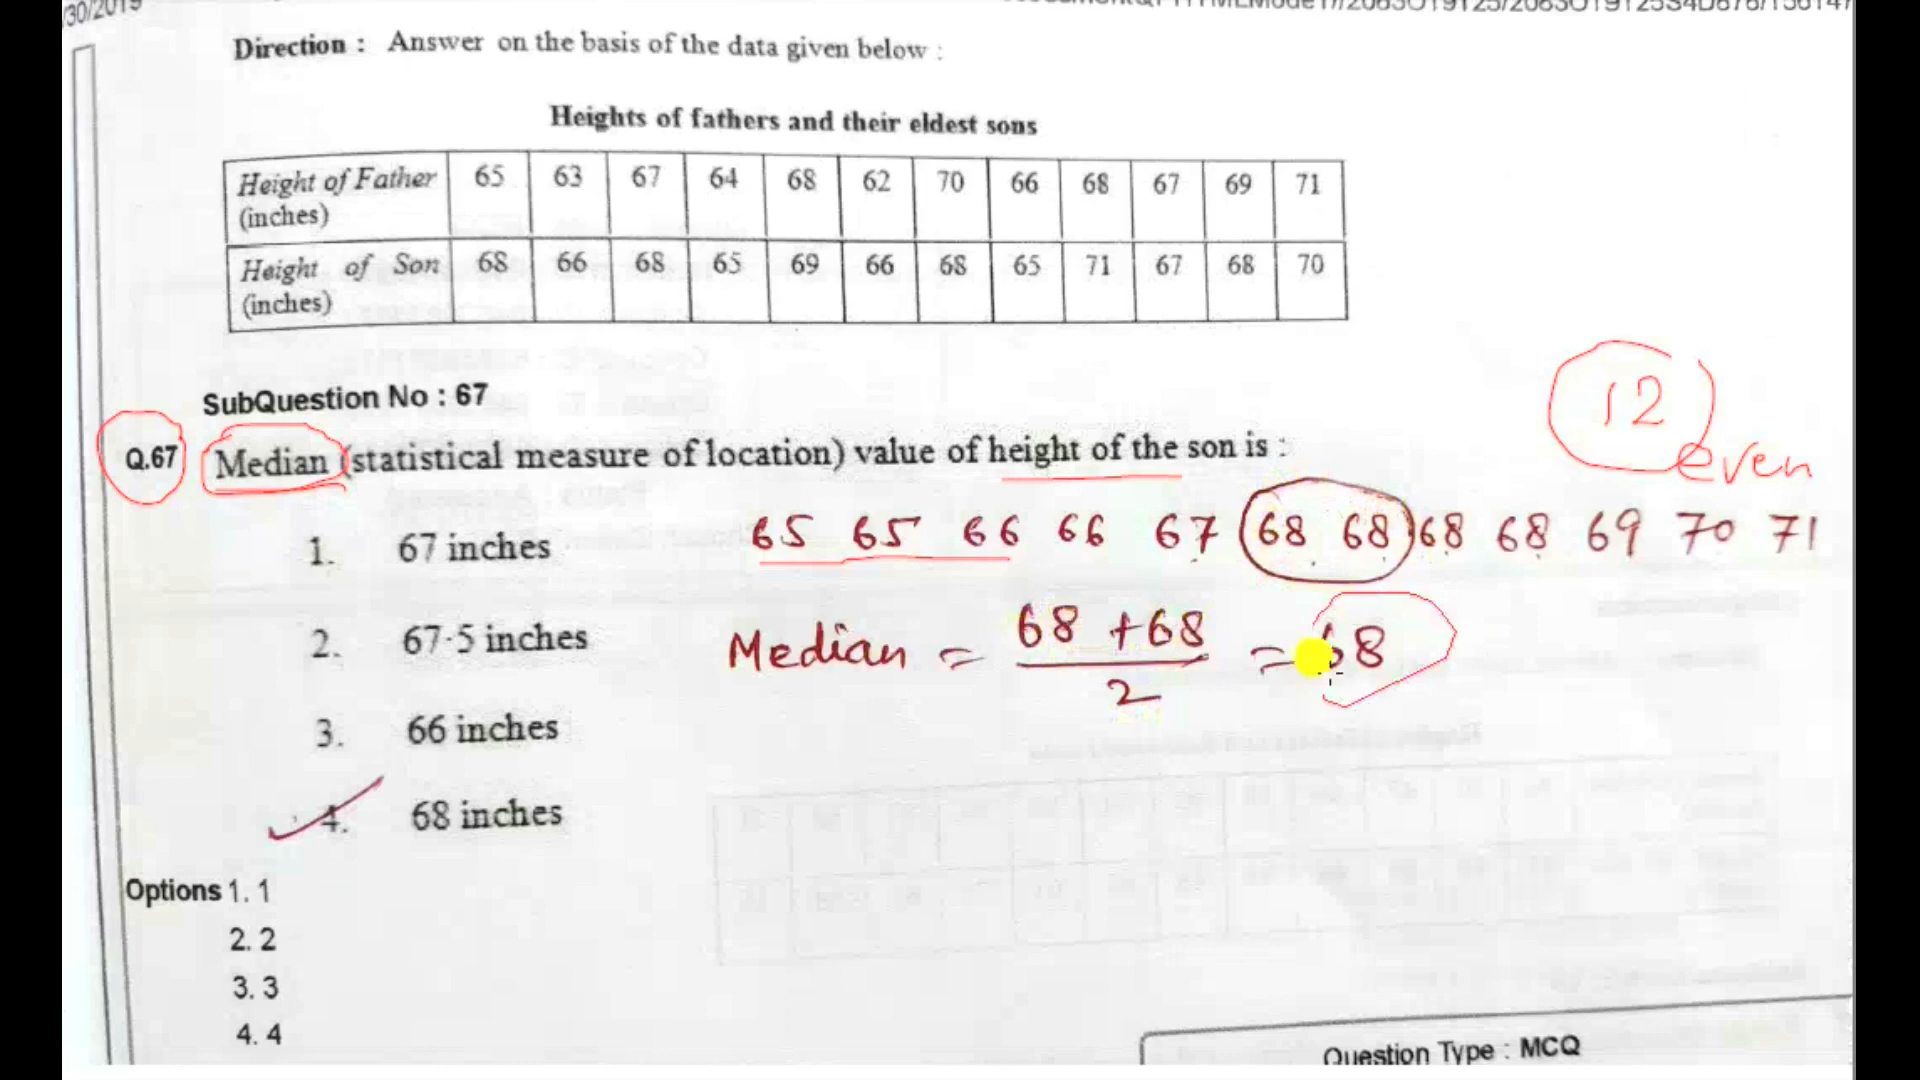 /30/2019
Direction : Answer on the basis of the data given below :
Heights of fathers and their eldest sons
Height of Father (inches) 65 63 67 64 68 62 70 66 68 67 69 71
Height of Son (inches) 68 66 68 65 69 66 68 65 71 67 68 70
12
even
SubQuestion No : 67
Q.67 Median (statistical measure of location) value of height of the son is :
65 65 66 66 67 68 68 68 68 69 70 71
1. 67 inches
2. 67·5 inches
Median = 68 + 68 / 2 = 68
3. 66 inches
4. 68 inches
Options 1. 1
2. 2
3. 3
4. 4
Question Type : MCQ